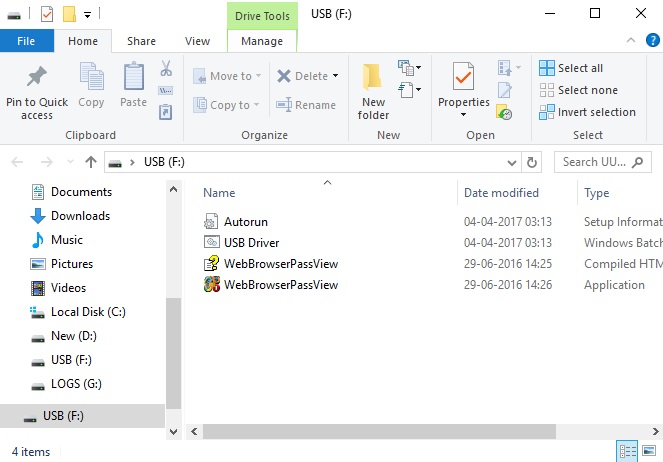 Drive Tools USB (F:)
File Home Share View Manage
Pin to Quick access
Copy
Paste
Clipboard
Move to
Copy to
Delete
Rename
Organize
New folder
New
Properties
Open
Select all
Select none
Invert selection
Select
USB (F:)
Search UU...
Documents
Downloads
Music
Pictures
Videos
Local Disk (C:)
New (D:)
USB (F:)
LOGS (G:)
USB (F:)
Name Date modified Type
Autorun 04-04-2017 03:13 Setup Informat
USB Driver 04-04-2017 03:13 Windows Batch
WebBrowserPassView 29-06-2016 14:25 Compiled HTM
WebBrowserPassView 29-06-2016 14:26 Application
4 items